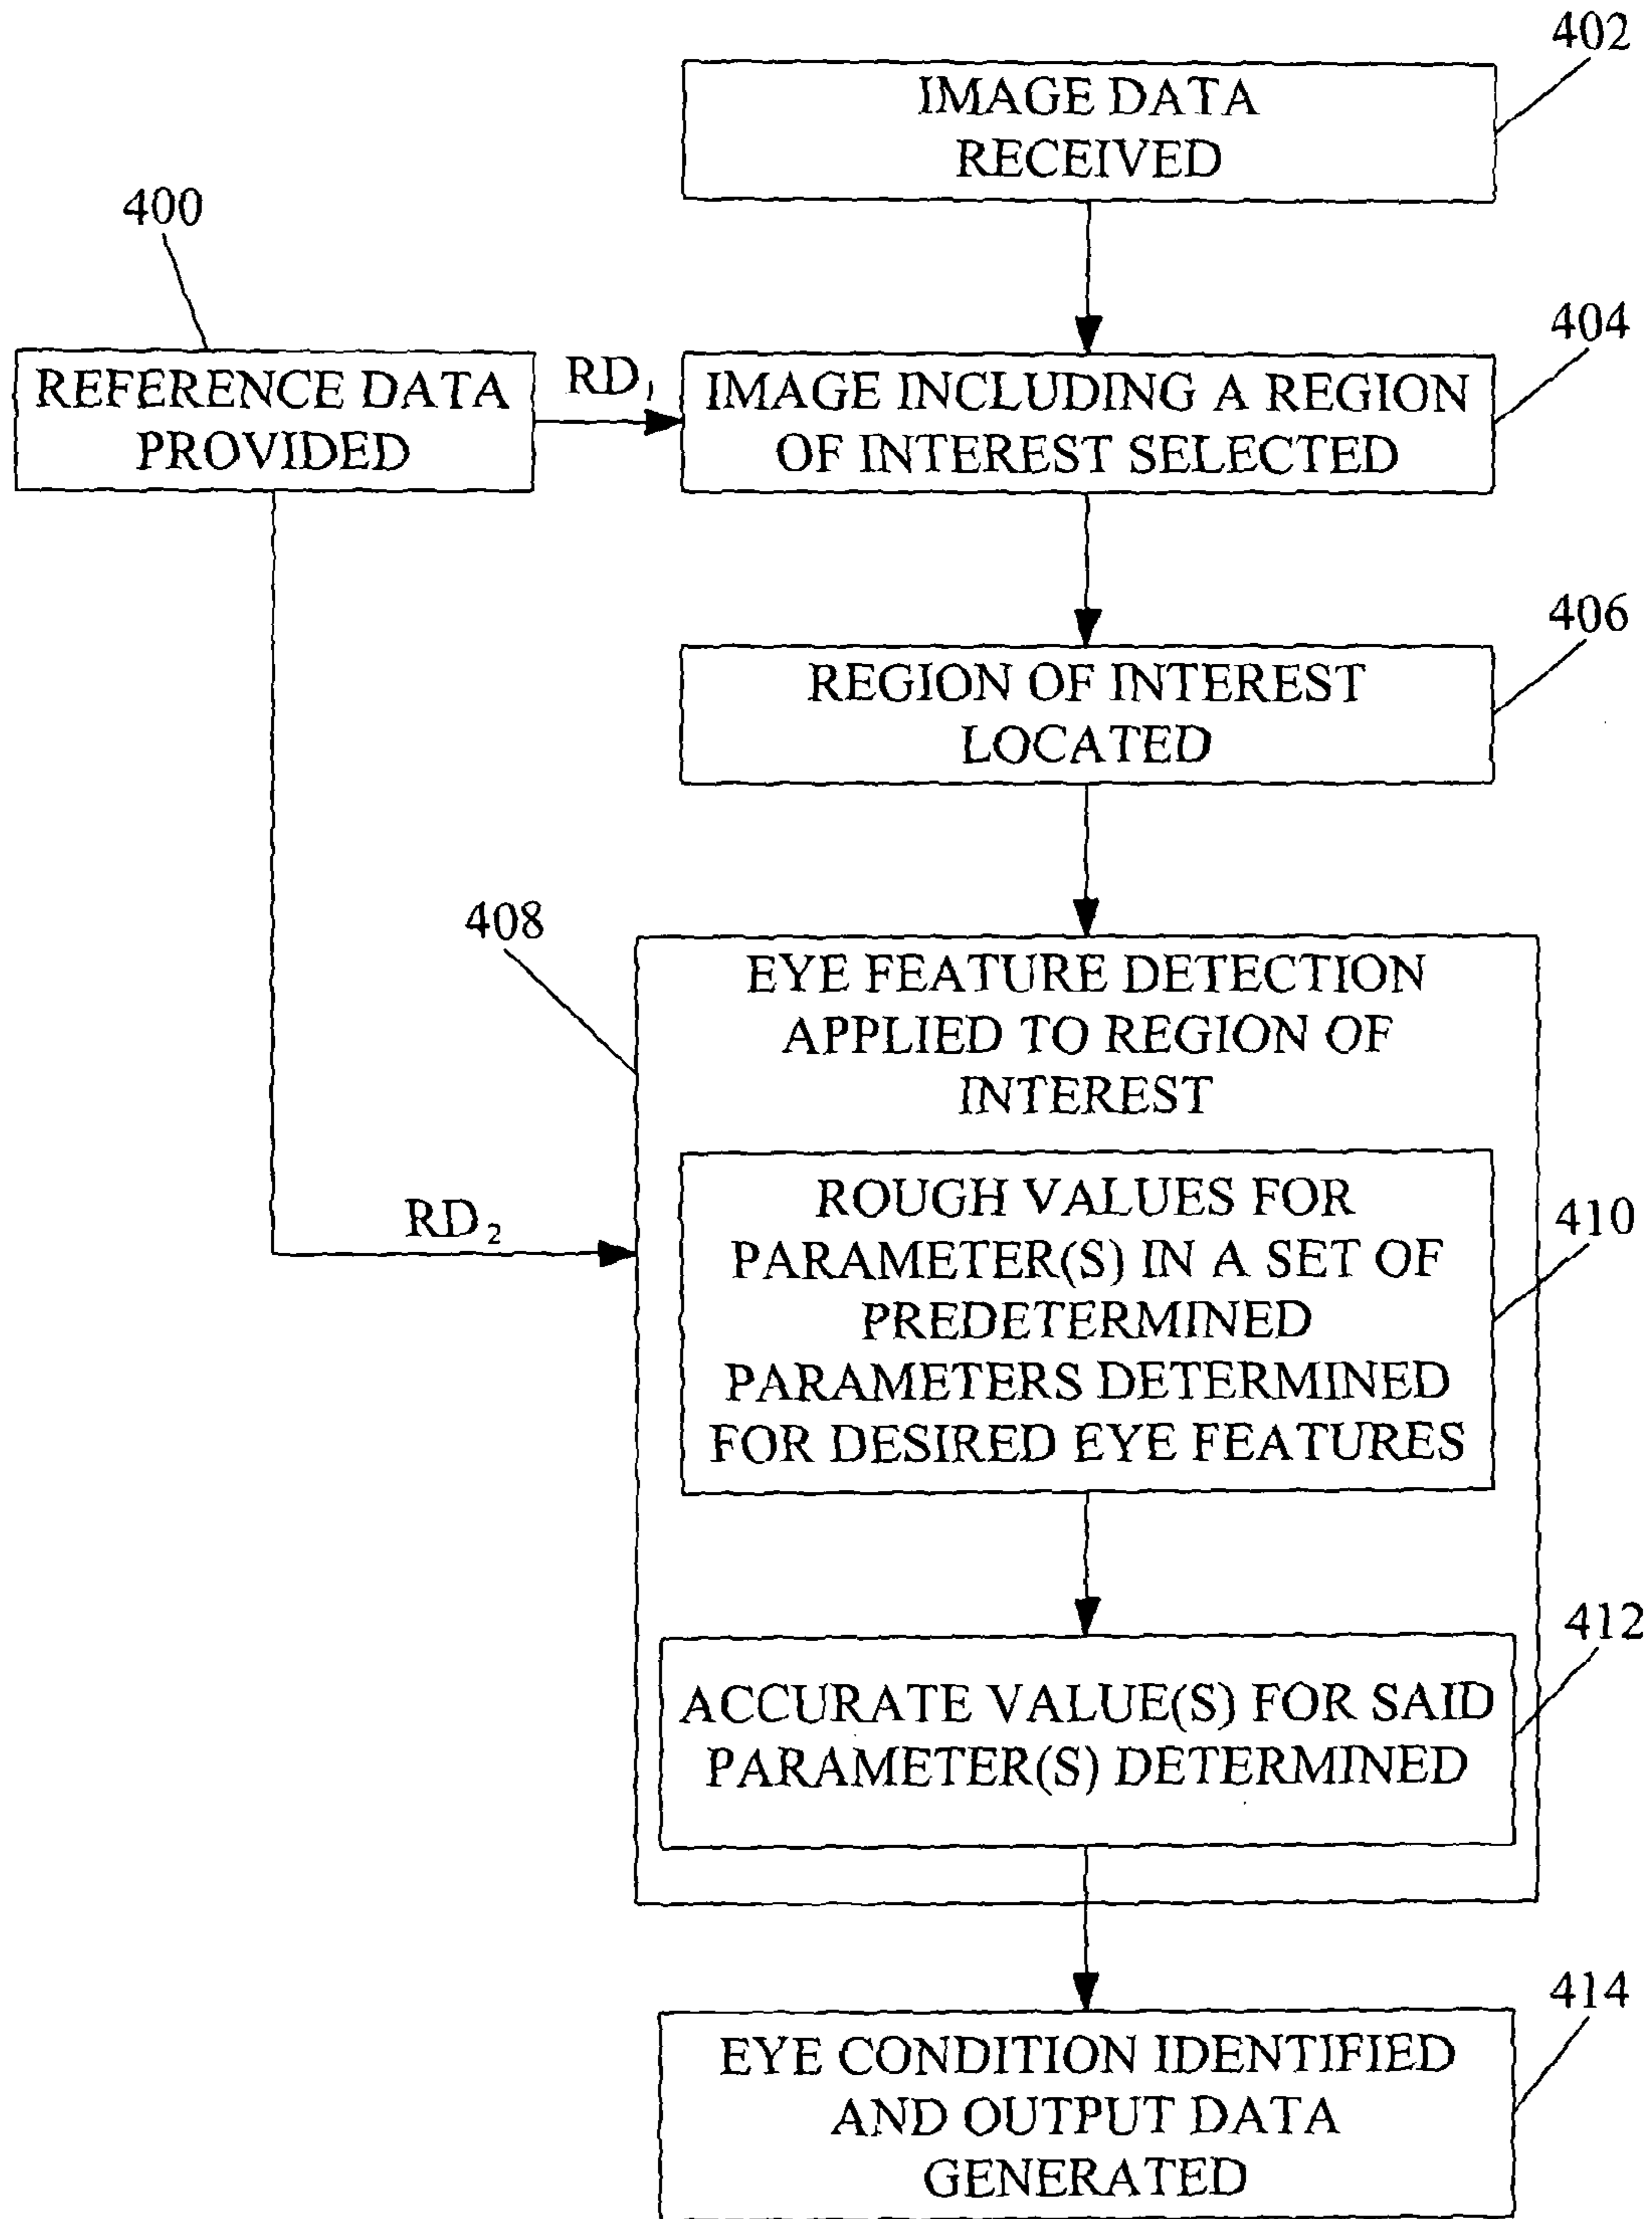 402
IMAGE DATA
RECEIVED
400
404
REFERENCE DATA
PROVIDED
RD₁
IMAGE INCLUDING A REGION
OF INTEREST SELECTED
406
REGION OF INTEREST
LOCATED
408
EYE FEATURE DETECTION
APPLIED TO REGION OF
INTEREST
RD₂
410
ROUGH VALUES FOR
PARAMETER(S) IN A SET OF
PREDETERMINED
PARAMETERS DETERMINED
FOR DESIRED EYE FEATURES
412
ACCURATE VALUE(S) FOR SAID
PARAMETER(S) DETERMINED
414
EYE CONDITION IDENTIFIED
AND OUTPUT DATA
GENERATED